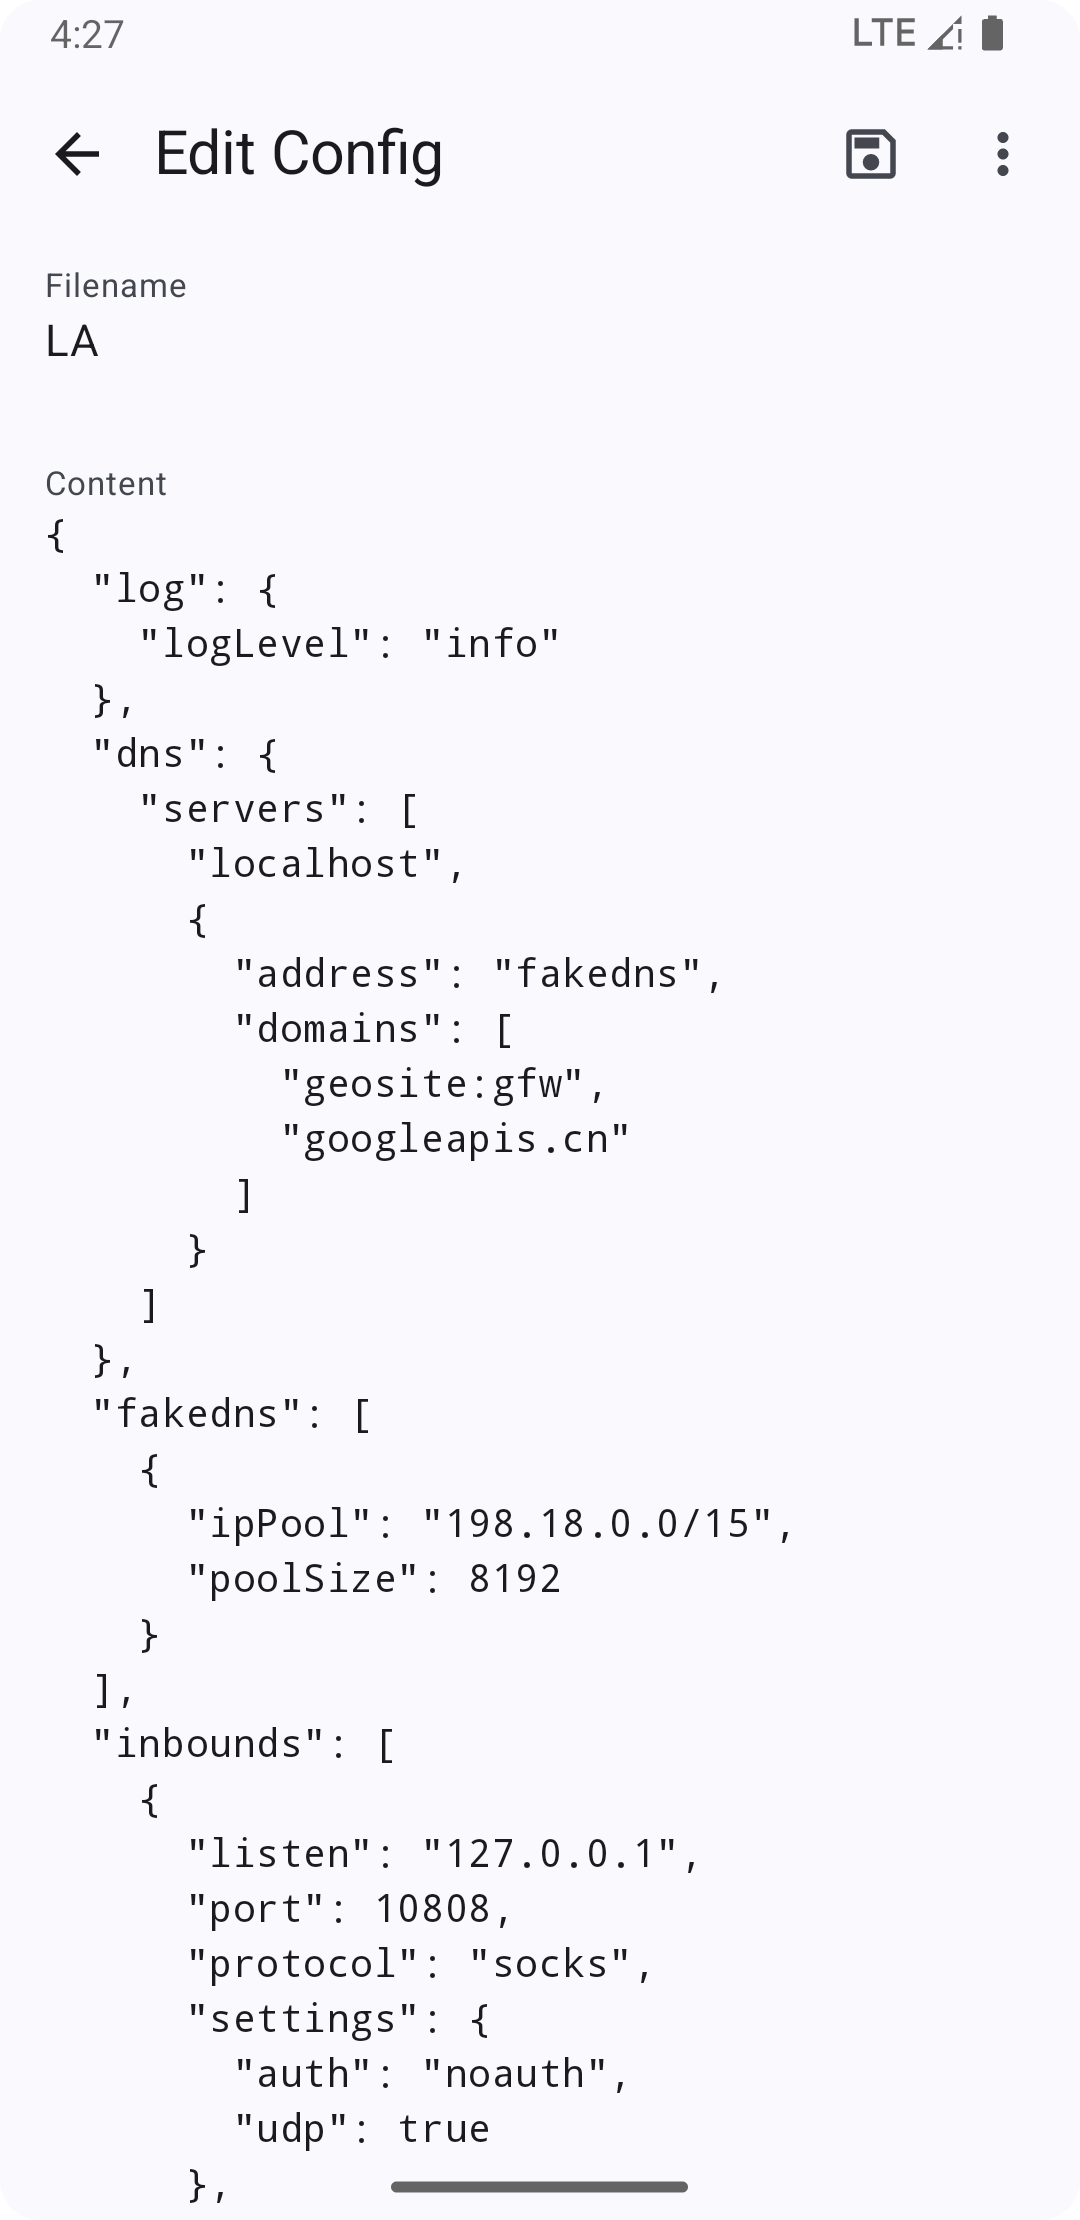 4:27
LTE
Edit Config
Filename
LA
Content
{
  "log": {
    "logLevel": "info"
  },
  "dns": {
    "servers": [
      "localhost",
      {
        "address": "fakedns",
        "domains": [
          "geosite:gfw",
          "googleapis.cn"
        ]
      }
    ]
  },
  "fakedns": [
    {
      "ipPool": "198.18.0.0/15",
      "poolSize": 8192
    }
  ],
  "inbounds": [
    {
      "listen": "127.0.0.1",
      "port": 10808,
      "protocol": "socks",
      "settings": {
        "auth": "noauth",
        "udp": true
      },